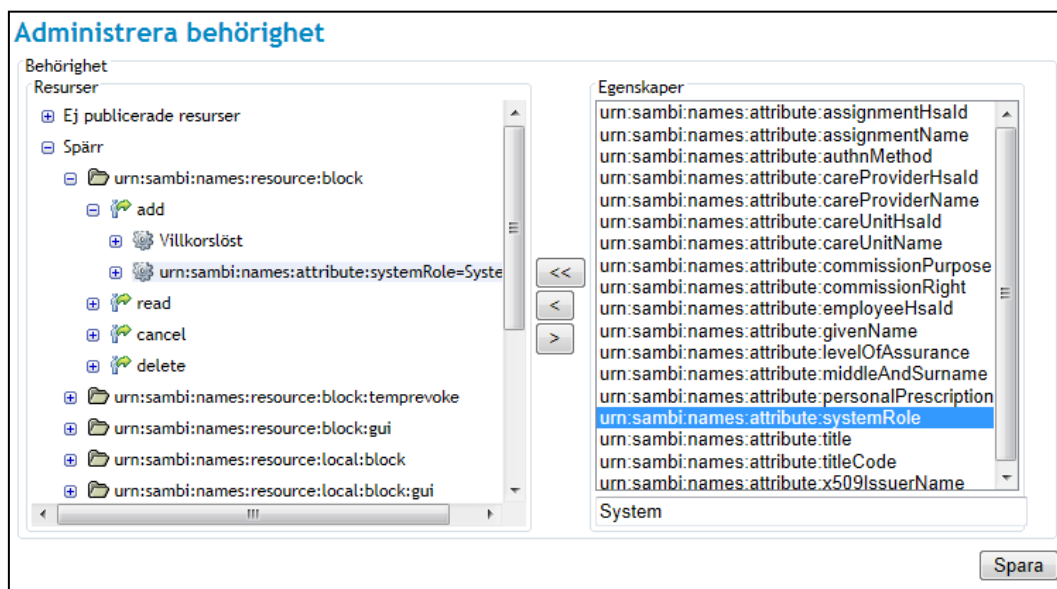 Administrera behörighet
Behörighet
Resurser
Ej publicerade resurser
Spärr
urn:sambi:names:resource:block
add
Villkorslöst
urn:sambi:names:attribute:systemRole=Syste
read
cancel
delete
urn:sambi:names:resource:block:temprevoke
urn:sambi:names:resource:block:gui
urn:sambi:names:resource:local:block
urn:sambi:names:resource:local:block:gui
<<
<
>
Egenskaper
urn:sambi:names:attribute:assignmentHsaId
urn:sambi:names:attribute:assignmentName
urn:sambi:names:attribute:authnMethod
urn:sambi:names:attribute:careProviderHsaId
urn:sambi:names:attribute:careProviderName
urn:sambi:names:attribute:careUnitHsaId
urn:sambi:names:attribute:careUnitName
urn:sambi:names:attribute:commissionPurpose
urn:sambi:names:attribute:commissionRight
urn:sambi:names:attribute:employeeHsaId
urn:sambi:names:attribute:givenName
urn:sambi:names:attribute:levelOfAssurance
urn:sambi:names:attribute:middleAndSurname
urn:sambi:names:attribute:personalPrescription
urn:sambi:names:attribute:systemRole
urn:sambi:names:attribute:title
urn:sambi:names:attribute:titleCode
urn:sambi:names:attribute:x509IssuerName
System
Spara